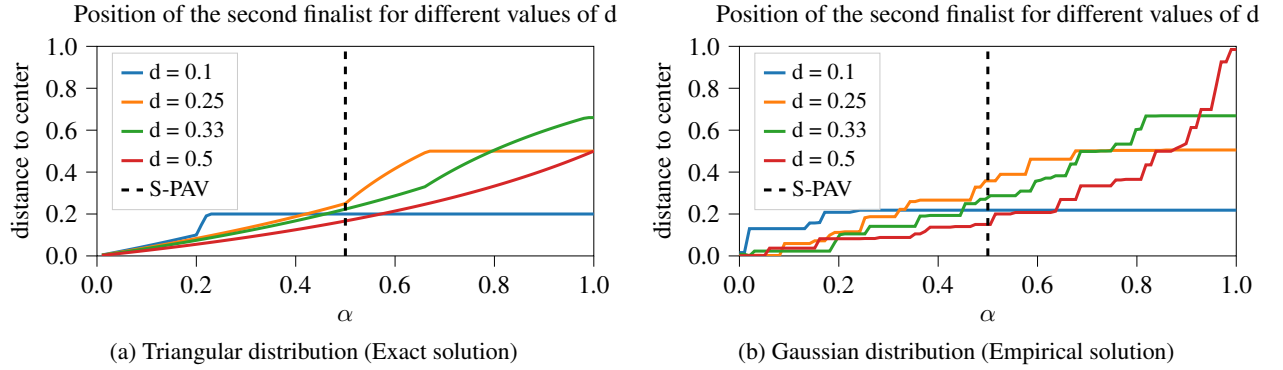 Position of the second finalist for different values of d
distance to center
1.0
0.8
0.6
0.4
0.2
0.0
d = 0.1
d = 0.25
d = 0.33
d = 0.5
S-PAV
0.0 0.2 0.4 0.6 0.8 1.0
α
(a) Triangular distribution (Exact solution)
Position of the second finalist for different values of d
distance to center
1.0
0.8
0.6
0.4
0.2
0.0
d = 0.1
d = 0.25
d = 0.33
d = 0.5
S-PAV
0.0 0.2 0.4 0.6 0.8 1.0
α
(b) Gaussian distribution (Empirical solution)